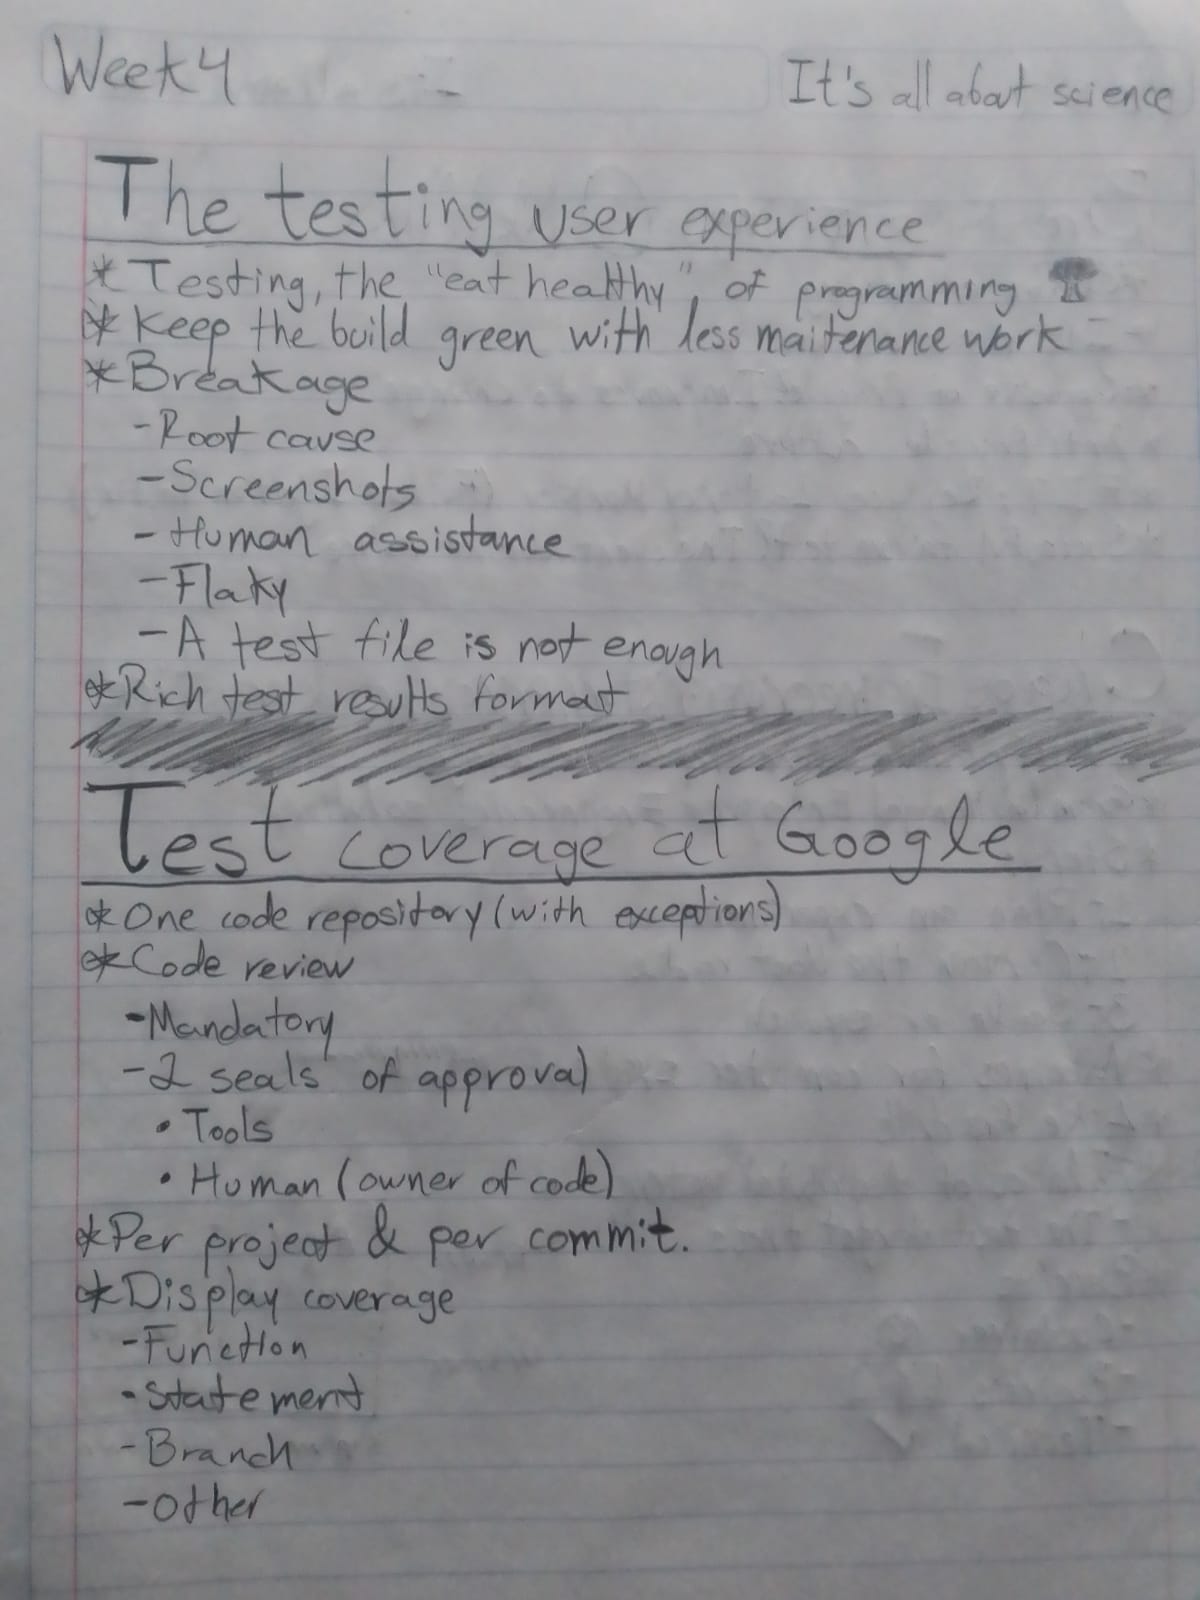 Week 4
It's all about science
The testing user experience
* Testing, the "eat healthy", of programming
* Keep the build green with less maitenance work
* Breakage
- Root cause
- Screenshots
- Human assistance
- Flaky
- A test file is not enough
* Rich test results format
Test coverage at Google
* One code repository (with exceptions)
* Code review
- Mandatory
- 2 seals of approval
• Tools
• Human (owner of code)
* Per project & per commit.
* Display coverage
- Function
- Statement
- Branch
- Other